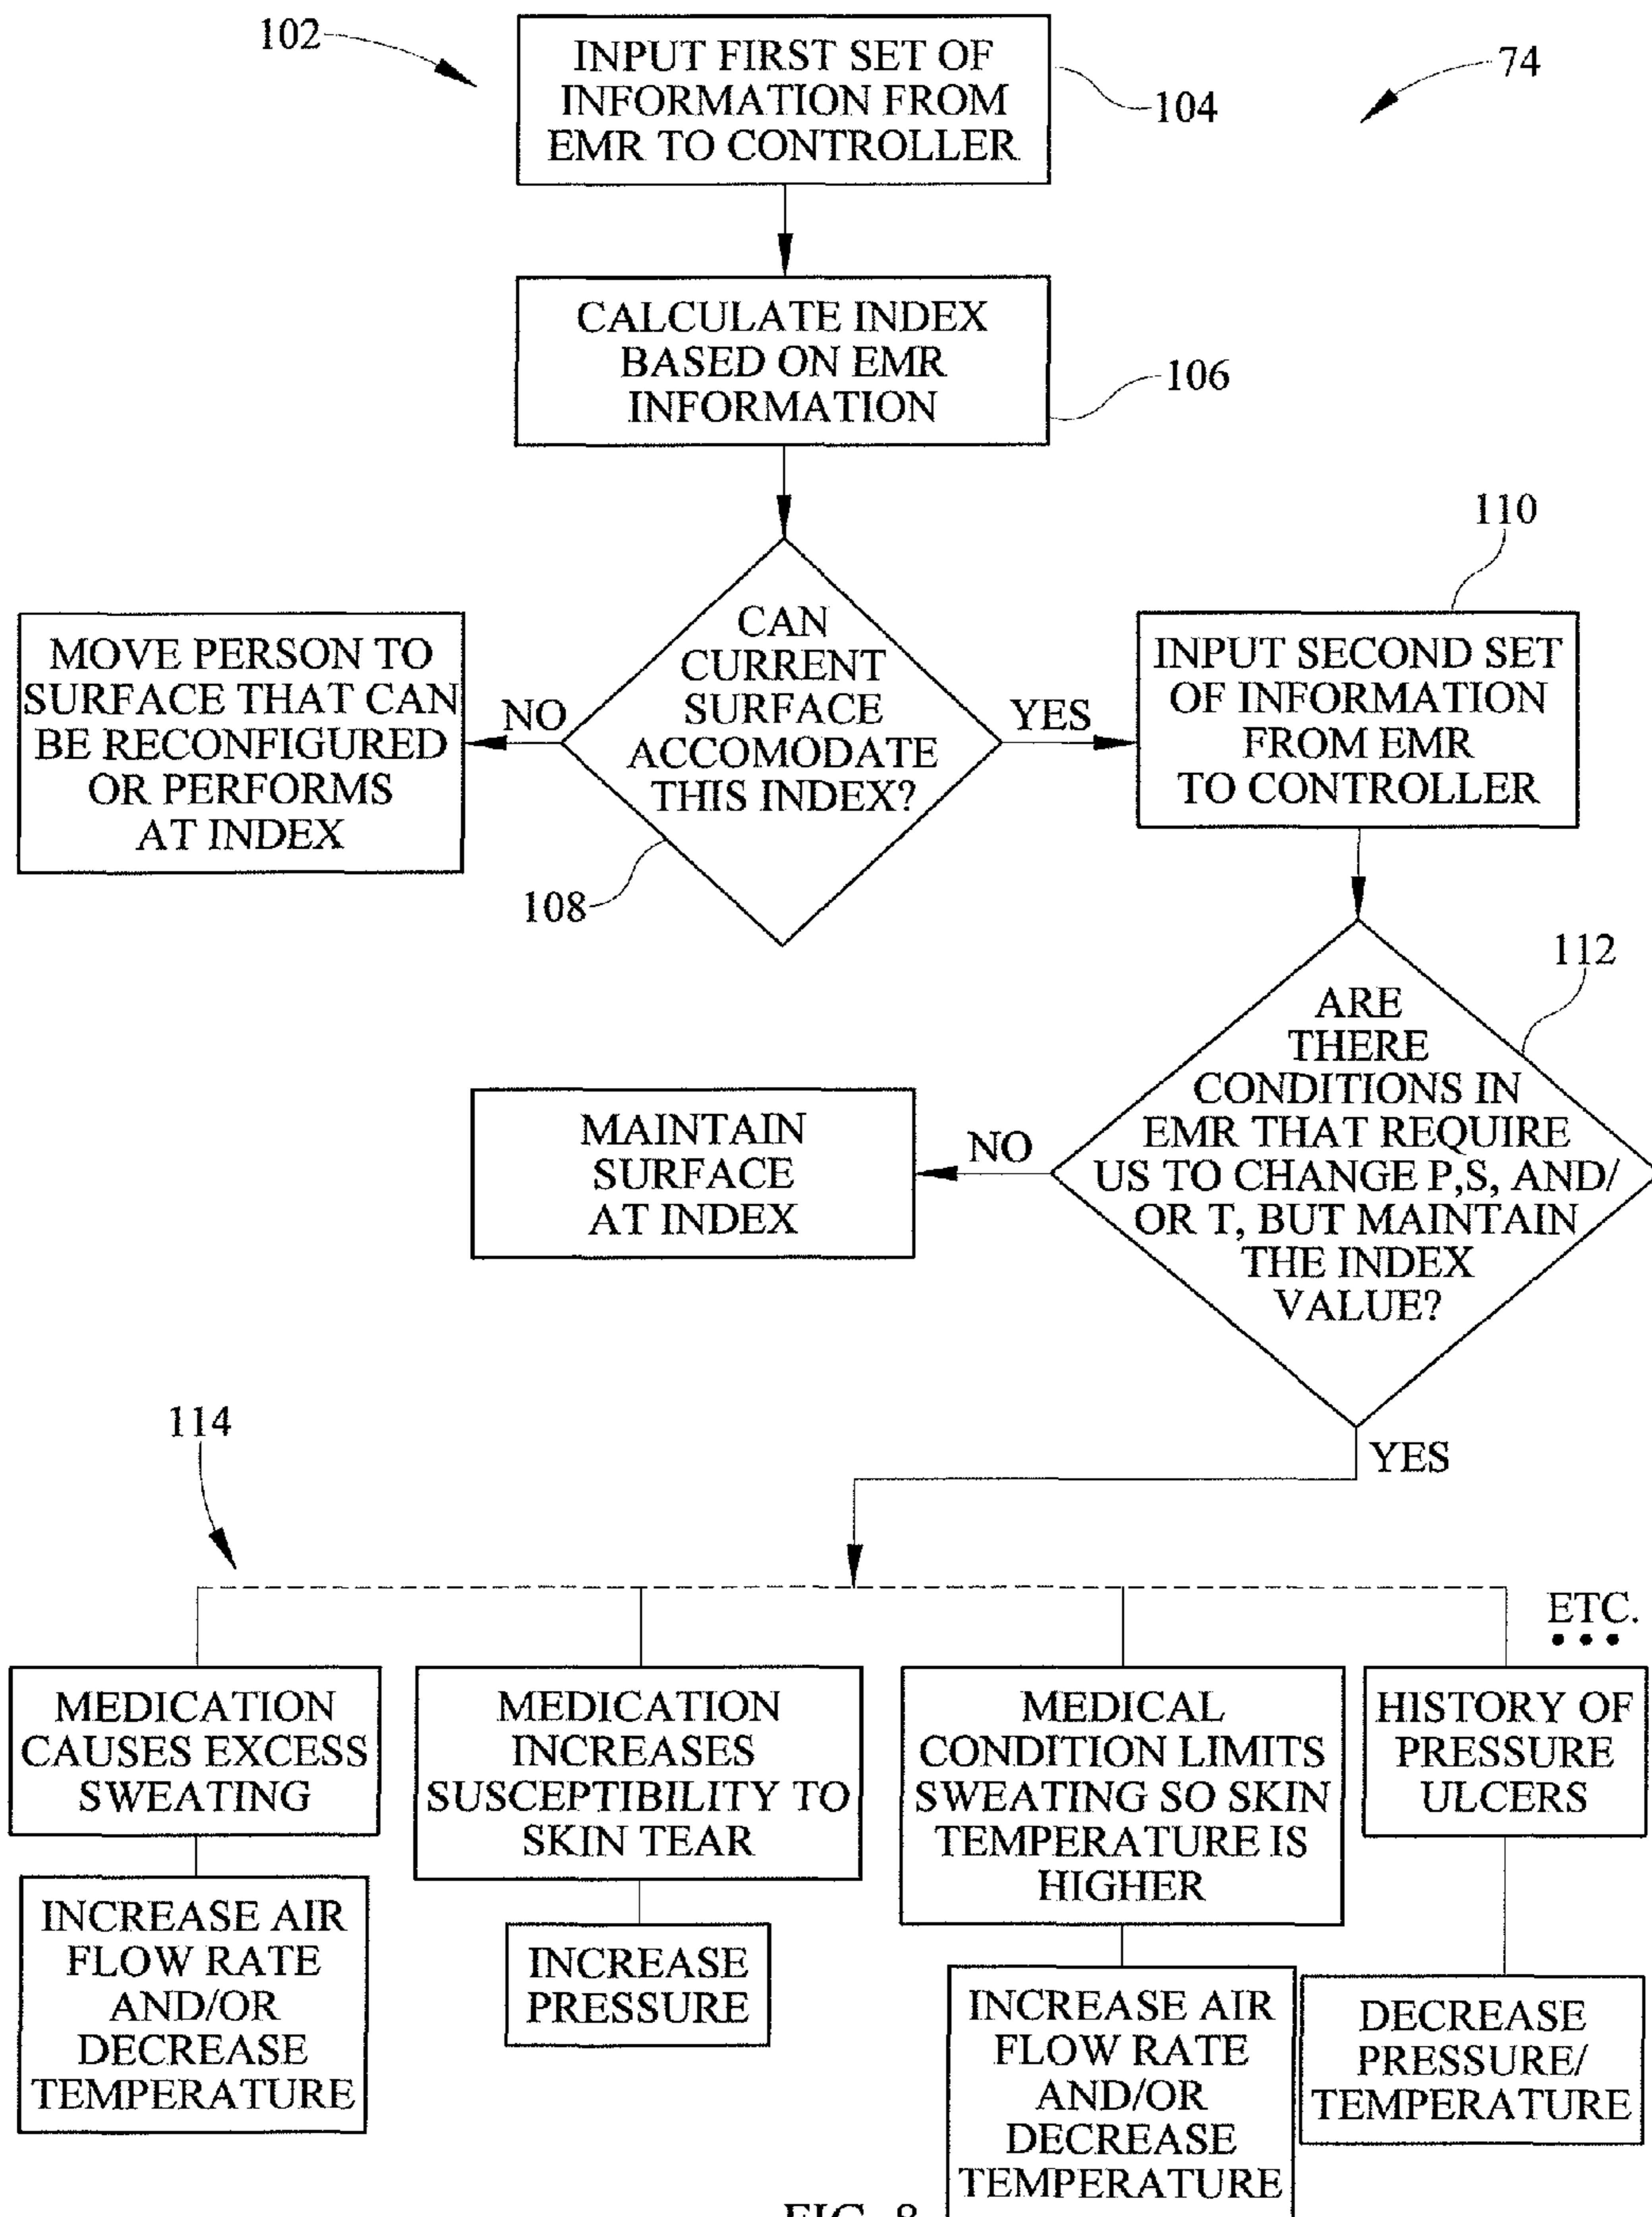 102
INPUT FIRST SET OF
INFORMATION FROM
EMR TO CONTROLLER
104
74
CALCULATE INDEX
BASED ON EMR
INFORMATION
106
110
MOVE PERSON TO
SURFACE THAT CAN
BE RECONFIGURED
OR PERFORMS
AT INDEX
NO
CAN
CURRENT
SURFACE
ACCOMODATE
THIS INDEX?
YES
INPUT SECOND SET
OF INFORMATION
FROM EMR
TO CONTROLLER
108
112
MAINTAIN
SURFACE
AT INDEX
NO
ARE
THERE
CONDITIONS IN
EMR THAT REQUIRE
US TO CHANGE P,S, AND/
OR T, BUT MAINTAIN
THE INDEX
VALUE?
YES
114
ETC.
MEDICATION
CAUSES EXCESS
SWEATING
MEDICATION
INCREASES
SUSCEPTIBILITY TO
SKIN TEAR
MEDICAL
CONDITION LIMITS
SWEATING SO SKIN
TEMPERATURE IS
HIGHER
HISTORY OF
PRESSURE
ULCERS
INCREASE AIR
FLOW RATE
AND/OR
DECREASE
TEMPERATURE
INCREASE
PRESSURE
INCREASE AIR
FLOW RATE
AND/OR
DECREASE
TEMPERATURE
DECREASE
PRESSURE/
TEMPERATURE
FIG. 8